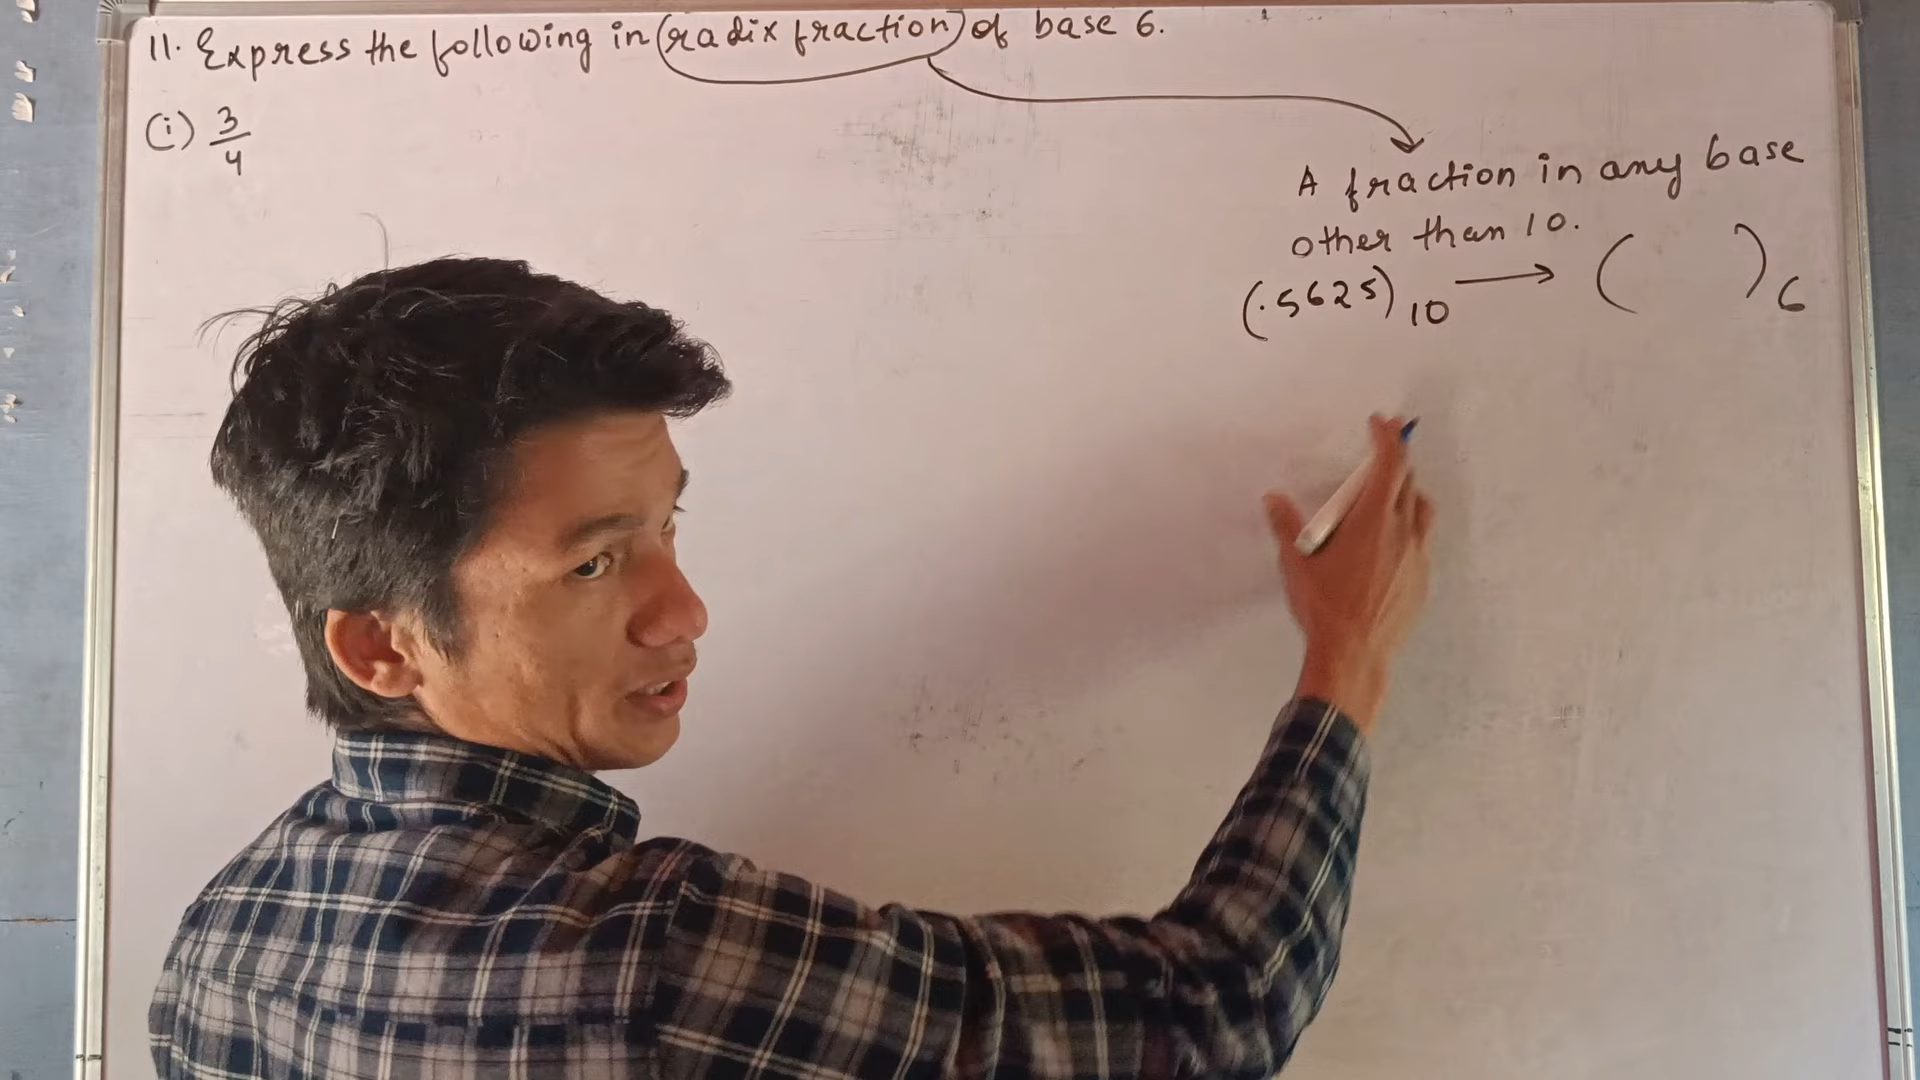 11. Express the following in (radix fraction) of base 6.
(i) 3/4
A fraction in any base
other than 10.
(.5625)10 → ( )6